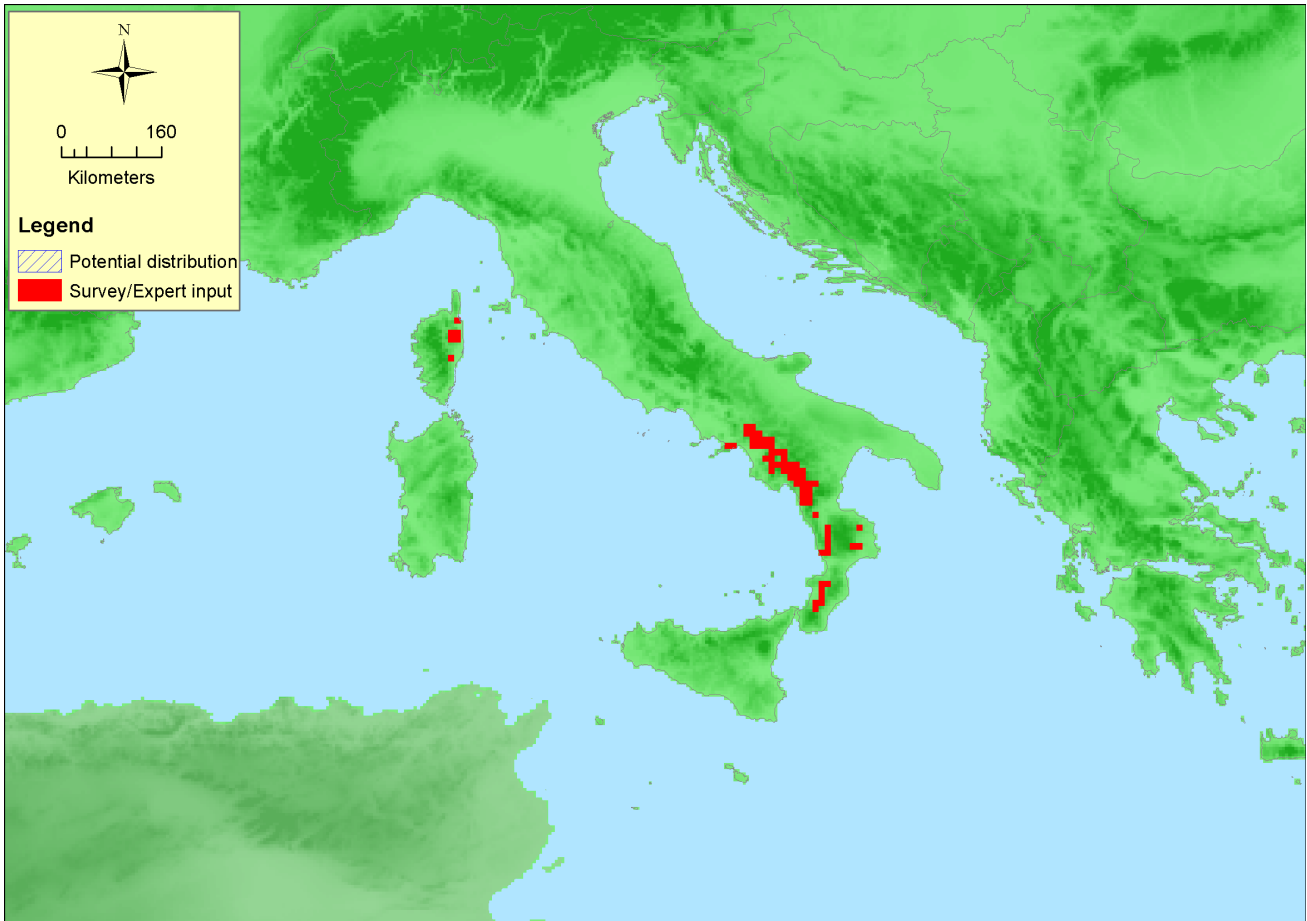 N
0 160
Kilometers
Legend
Potential distribution
Survey/Expert input